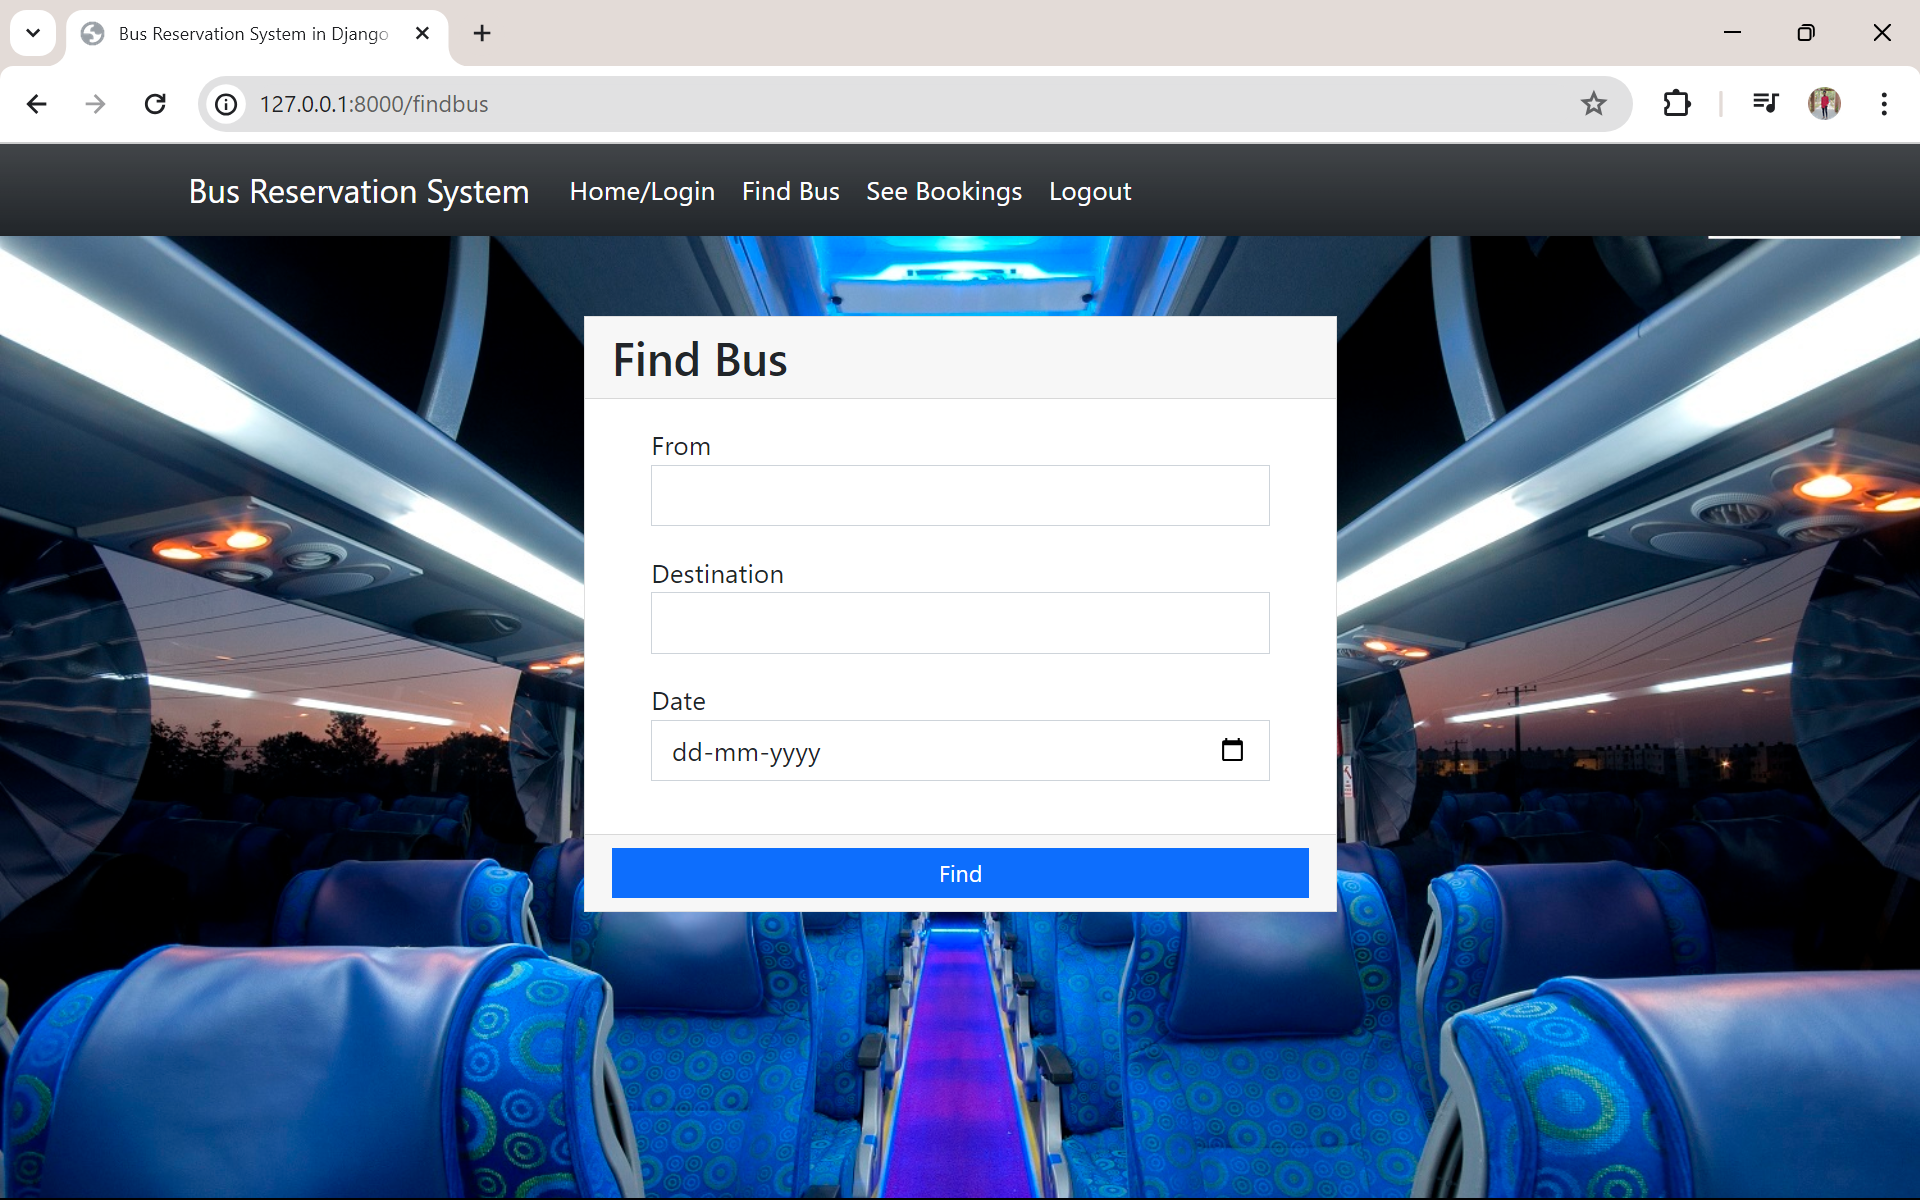 Bus Reservation System in Django
127.0.0.1:8000/findbus
Bus Reservation System Home/Login Find Bus See Bookings Logout
Find Bus
From
Destination
Date
dd-mm-yyyy
Find